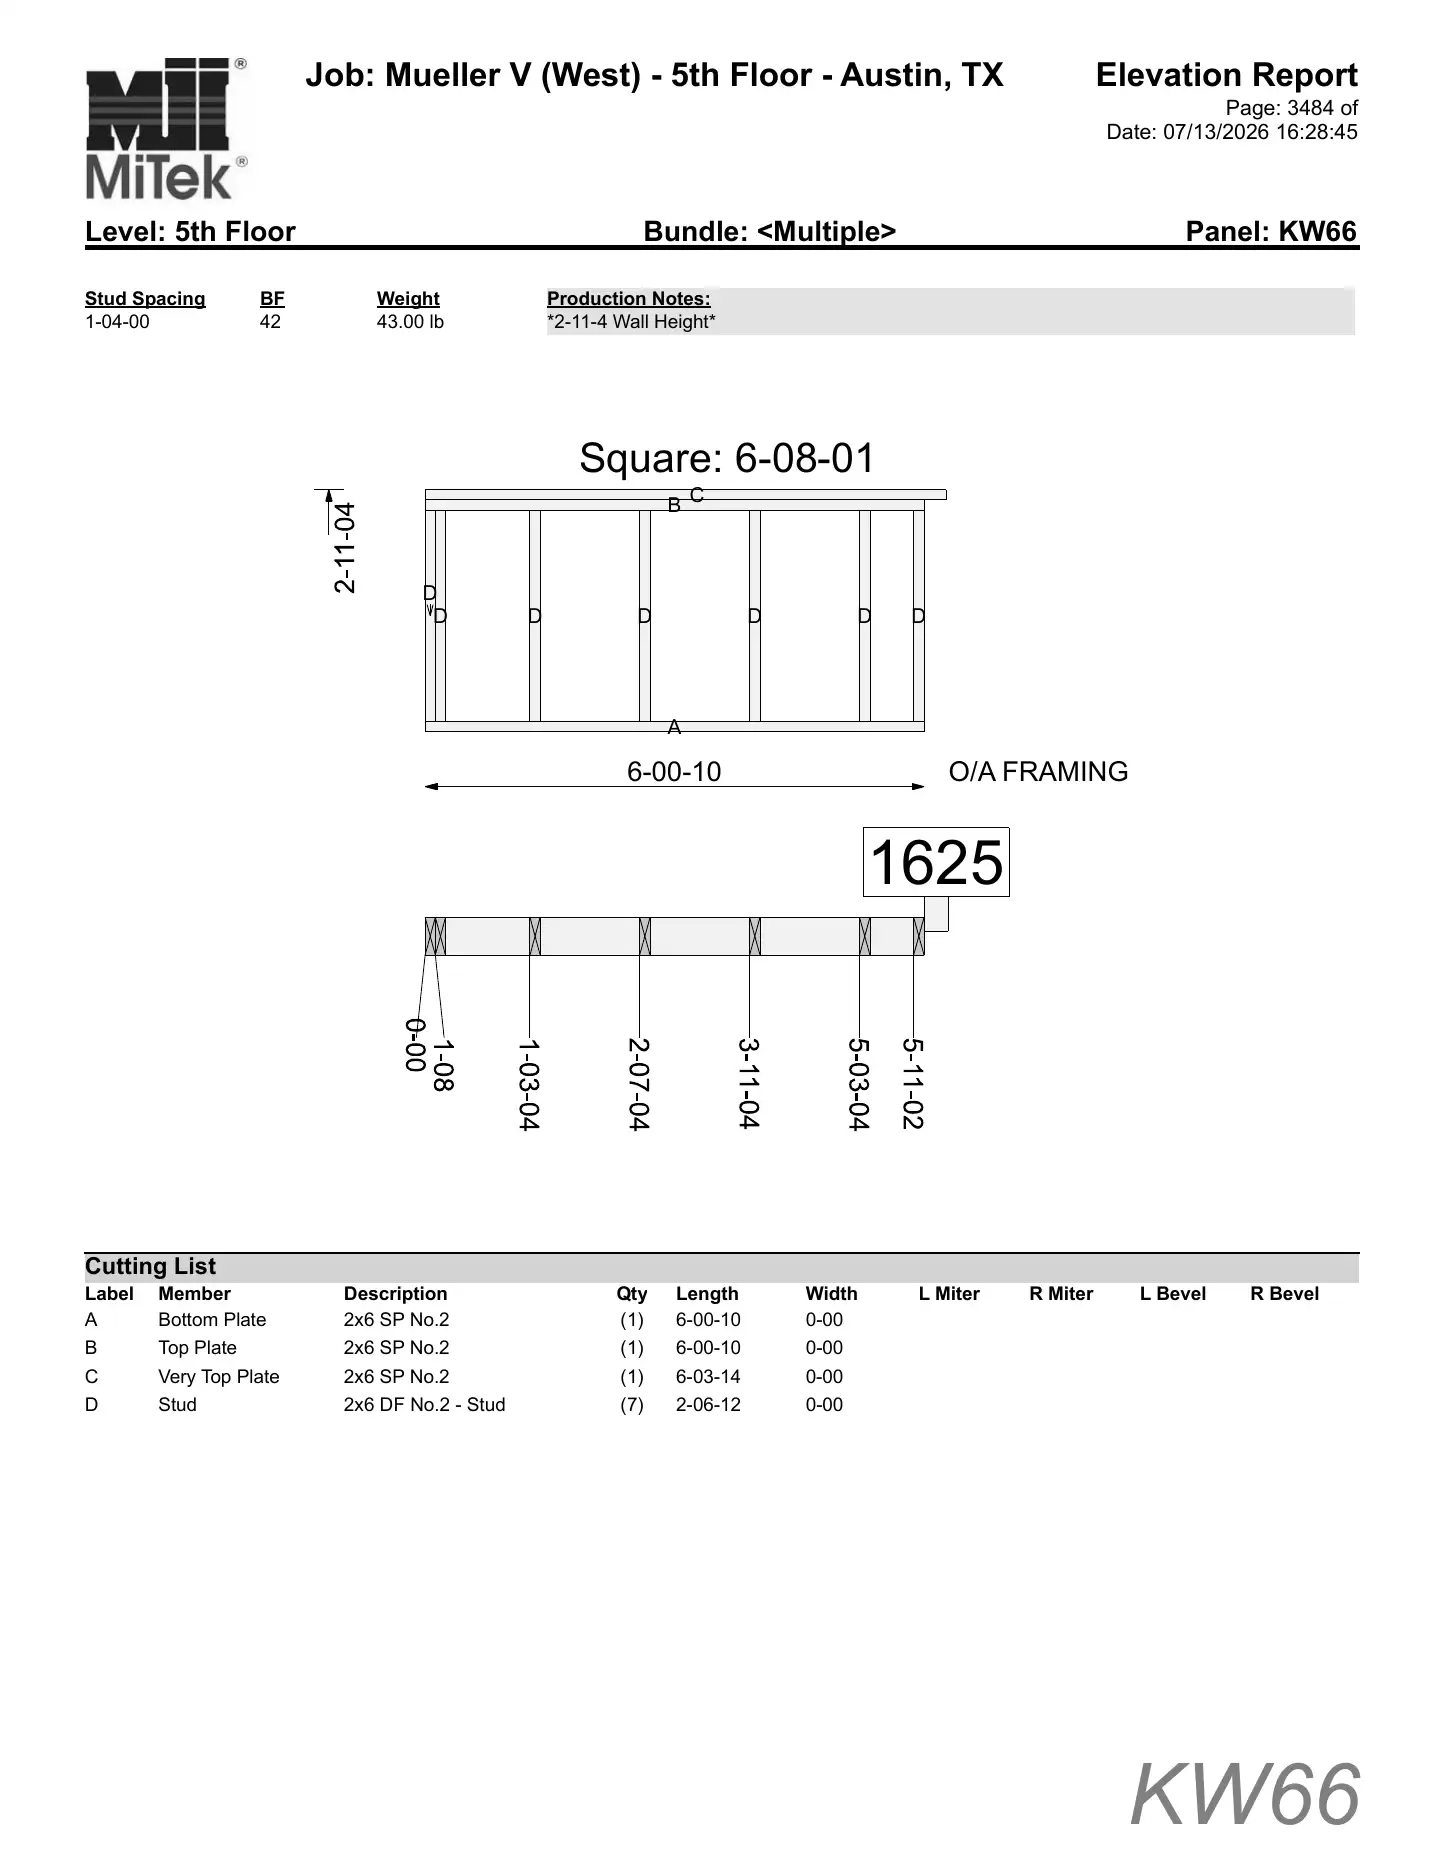 MiTek®
Job: Mueller V (West) - 5th Floor - Austin, TX
Elevation Report
Page: 3484 of
Date: 07/13/2026 16:28:45
Level: 5th Floor Bundle: <Multiple> Panel: KW66
Stud Spacing BF Weight Production Notes:
1-04-00 42 43.00 lb *2-11-4 Wall Height*
Square: 6-08-01
2-11-04
C
B
D
D D D D D D
A
6-00-10 O/A FRAMING
1625
0-00 1-08 1-03-04 2-07-04 3-11-04 5-03-04 5-11-02
Cutting List
Label Member Description Qty Length Width L Miter R Miter L Bevel R Bevel
A Bottom Plate 2x6 SP No.2 (1) 6-00-10 0-00
B Top Plate 2x6 SP No.2 (1) 6-00-10 0-00
C Very Top Plate 2x6 SP No.2 (1) 6-03-14 0-00
D Stud 2x6 DF No.2 - Stud (7) 2-06-12 0-00
KW66